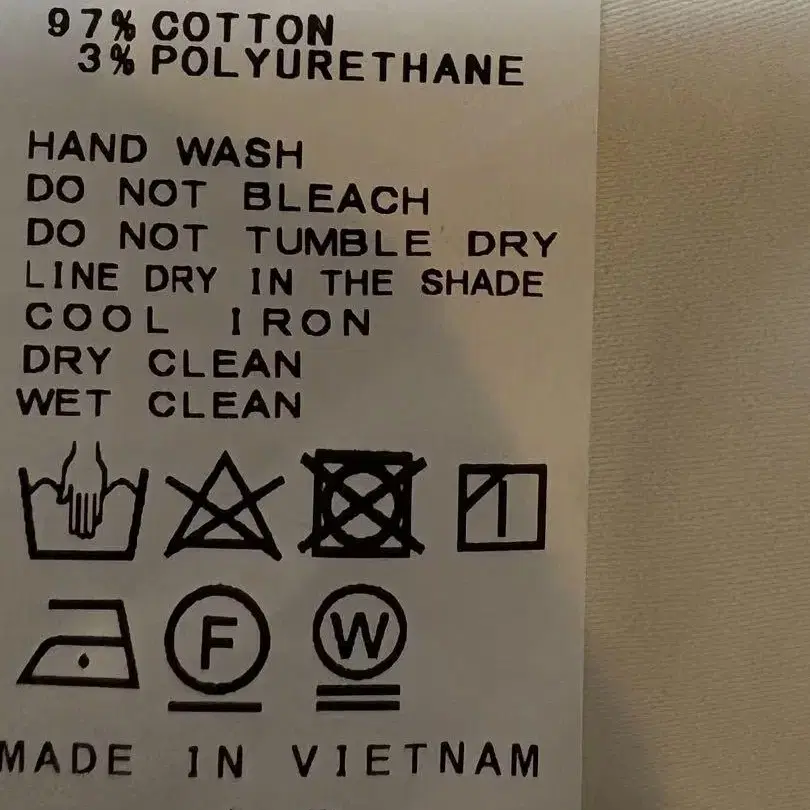 97% COTTON
3% POLYURETHANE
HAND WASH
DO NOT BLEACH
DO NOT TUMBLE DRY
LINE DRY IN THE SHADE
COOL IRON
DRY CLEAN
WET CLEAN
F W
MADE IN VIETNAM